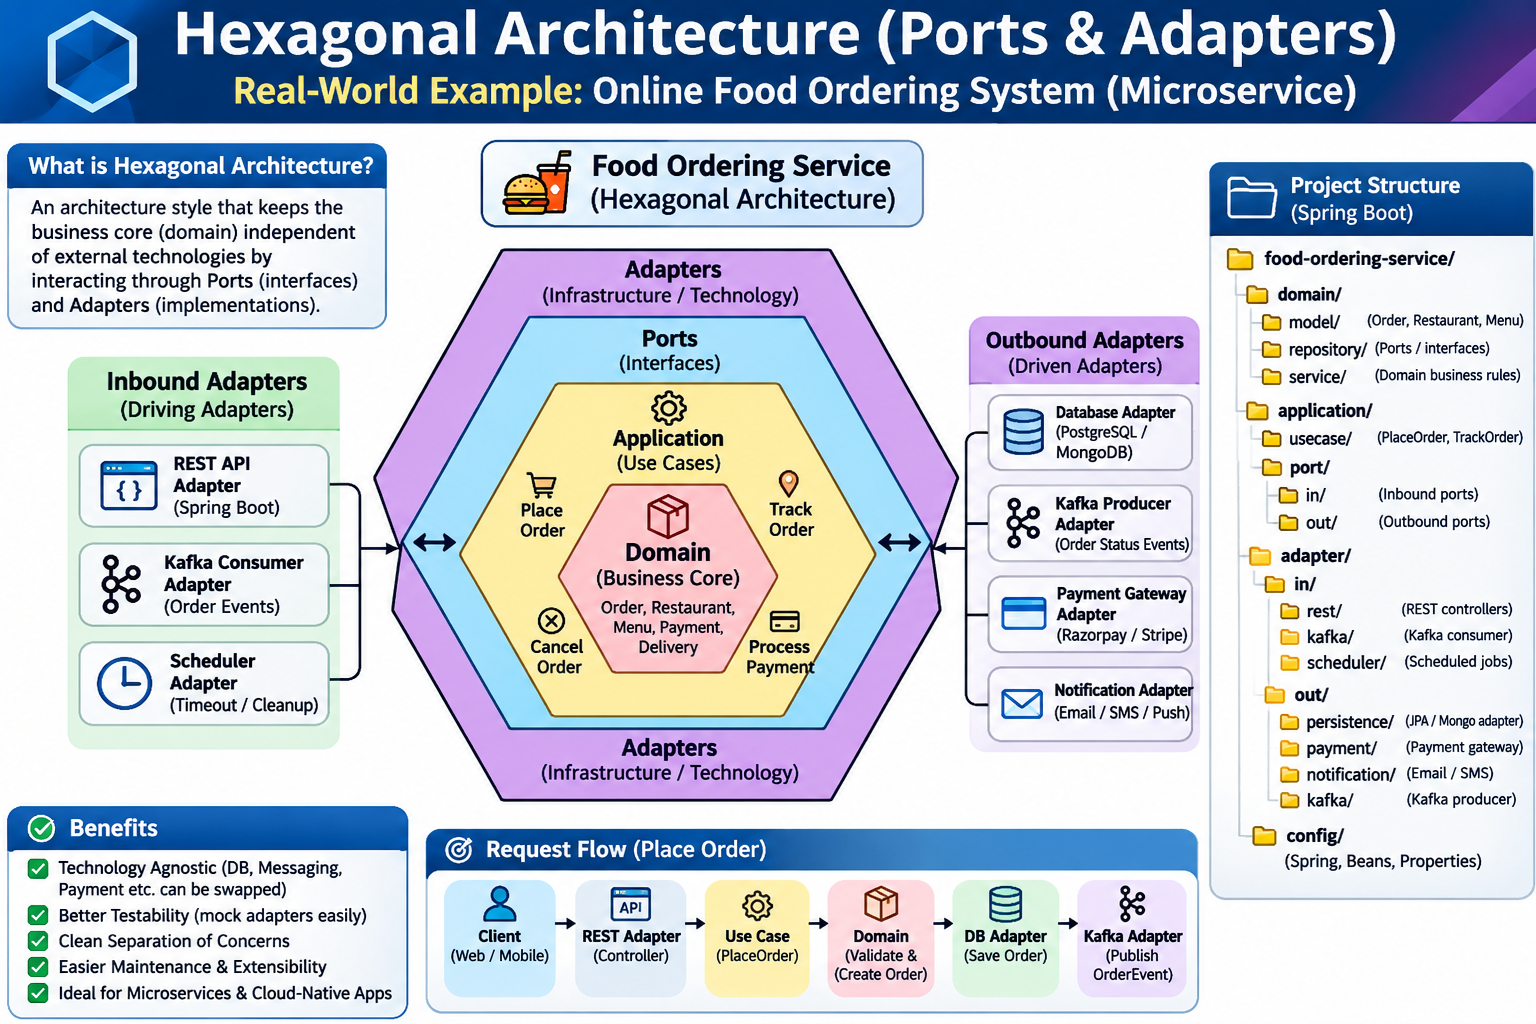 Hexagonal Architecture (Ports & Adapters)
Real-World Example: Online Food Ordering System (Microservice)
What is Hexagonal Architecture?
An architecture style that keeps the
business core (domain) independent
of external technologies by
interacting through Ports (interfaces)
and Adapters (implementations).
Food Ordering Service
(Hexagonal Architecture)
Inbound Adapters
(Driving Adapters)
REST API
Adapter
(Spring Boot)
{ }
Kafka Consumer
Adapter
(Order Events)
Scheduler
Adapter
(Timeout / Cleanup)
Adapters
(Infrastructure / Technology)
Ports
(Interfaces)
Application
(Use Cases)
Place
Order
Track
Order
Domain
(Business Core)
Order, Restaurant,
Menu, Payment,
Delivery
Cancel
Order
Process
Payment
Adapters
(Infrastructure / Technology)
Outbound Adapters
(Driven Adapters)
Database Adapter
(PostgreSQL /
MongoDB)
Kafka Producer
Adapter
(Order Status Events)
Payment Gateway
Adapter
(Razorpay / Stripe)
Notification Adapter
(Email / SMS / Push)
Project Structure
(Spring Boot)
food-ordering-service/
domain/
model/ (Order, Restaurant, Menu)
repository/ (Ports / interfaces)
service/ (Domain business rules)
application/
usecase/ (PlaceOrder, TrackOrder)
port/
in/ (Inbound ports)
out/ (Outbound ports)
adapter/
in/
rest/ (REST controllers)
kafka/ (Kafka consumer)
scheduler/ (Scheduled jobs)
out/
persistence/ (JPA / Mongo adapter)
payment/ (Payment gateway)
notification/ (Email / SMS)
kafka/ (Kafka producer)
config/
(Spring, Beans, Properties)
Benefits
Technology Agnostic (DB, Messaging,
Payment etc. can be swapped)
Better Testability (mock adapters easily)
Clean Separation of Concerns
Easier Maintenance & Extensibility
Ideal for Microservices & Cloud-Native Apps
Request Flow (Place Order)
Client
(Web / Mobile)
API
REST Adapter
(Controller)
Use Case
(PlaceOrder)
Domain
(Validate &
(Create Order)
DB Adapter
(Save Order)
Kafka Adapter
(Publish
OrderEvent)